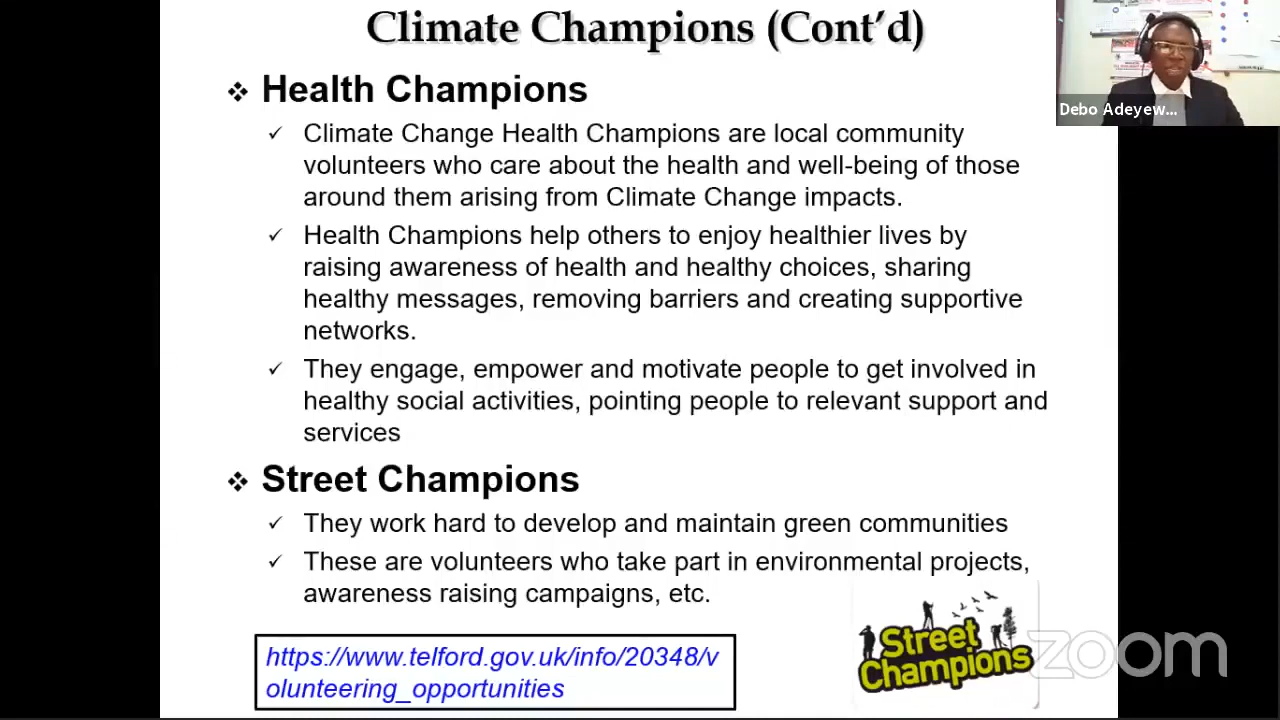 Climate Champions (Cont’d)
Debo Adeyew...
Health Champions
Climate Change Health Champions are local community
volunteers who care about the health and well-being of those
around them arising from Climate Change impacts.
Health Champions help others to enjoy healthier lives by
raising awareness of health and healthy choices, sharing
healthy messages, removing barriers and creating supportive
networks.
They engage, empower and motivate people to get involved in
healthy social activities, pointing people to relevant support and
services
Street Champions
They work hard to develop and maintain green communities
These are volunteers who take part in environmental projects,
awareness raising campaigns, etc.
https://www.telford.gov.uk/info/20348/v
olunteering_opportunities
Street
Champions
zoom